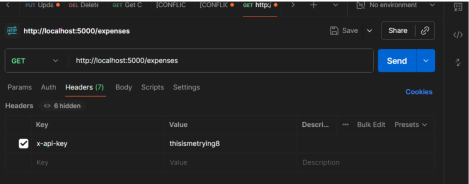 PUT Upda DEL Delet GET Get C [CONFLIC [CONFLIC GET http:/ + No environment
http://localhost:5000/expenses Save Share
GET http://localhost:5000/expenses Send
Params Auth Headers (7) Body Scripts Settings Cookies
Headers 6 hidden
Key Value Descri... ... Bulk Edit Presets
x-api-key thisismetrying8
Key Value Description